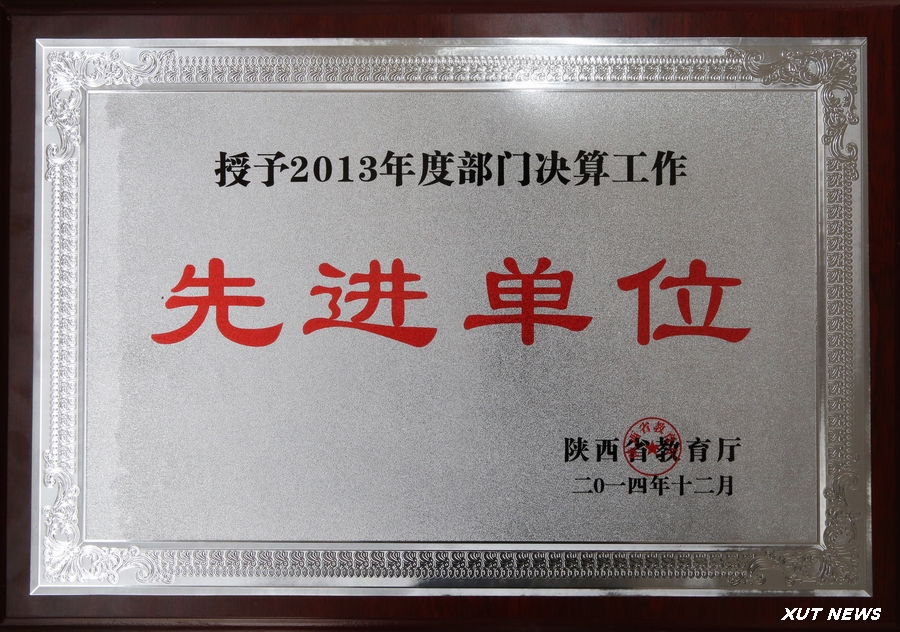 授予2013年度部门决算工作
先进单位
陕西省教育厅
二0一四年十二月
XUT NEWS